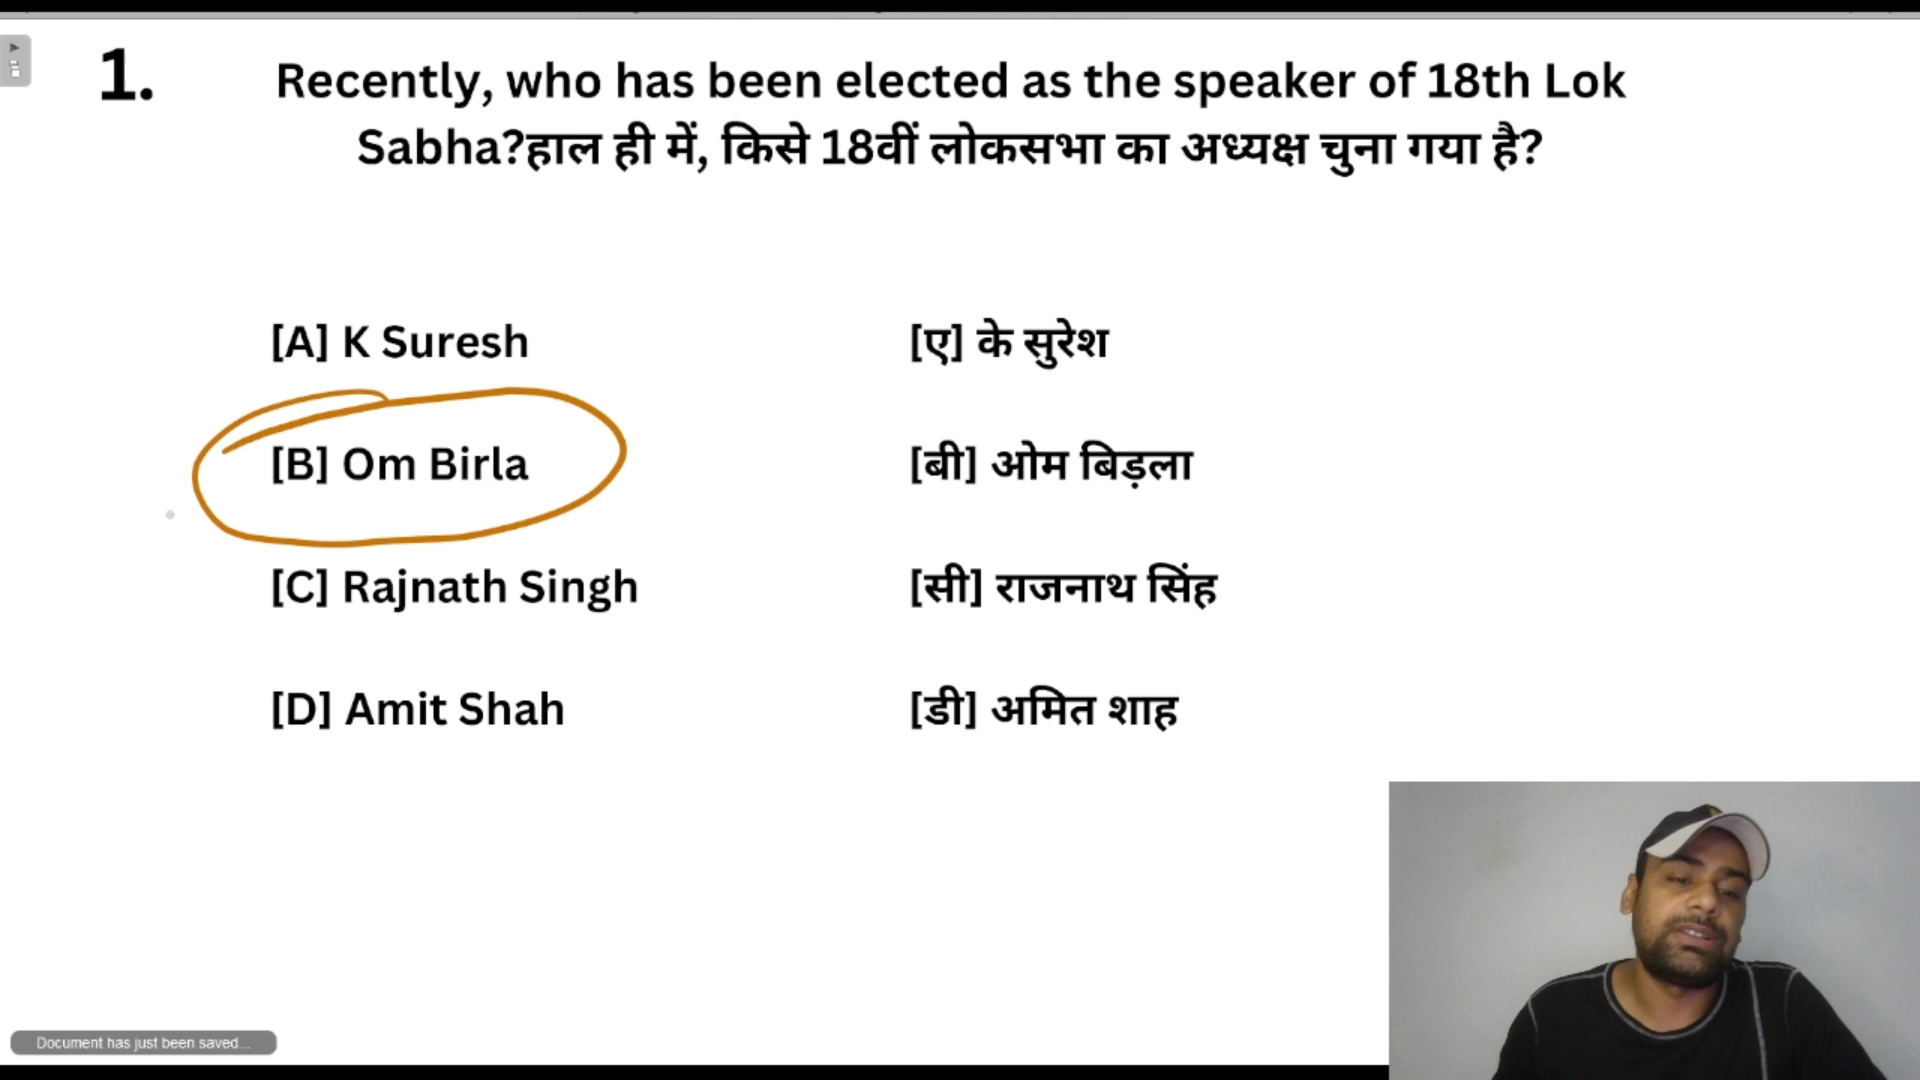 1.
Recently, who has been elected as the speaker of 18th Lok
Sabha?हाल ही में, किसे 18वीं लोकसभा का अध्यक्ष चुना गया है?
[A] K Suresh
[ए] के सुरेश
[B] Om Birla
[बी] ओम बिड़ला
[C] Rajnath Singh
[सी] राजनाथ सिंह
[D] Amit Shah
[डी] अमित शाह
Document has just been saved...